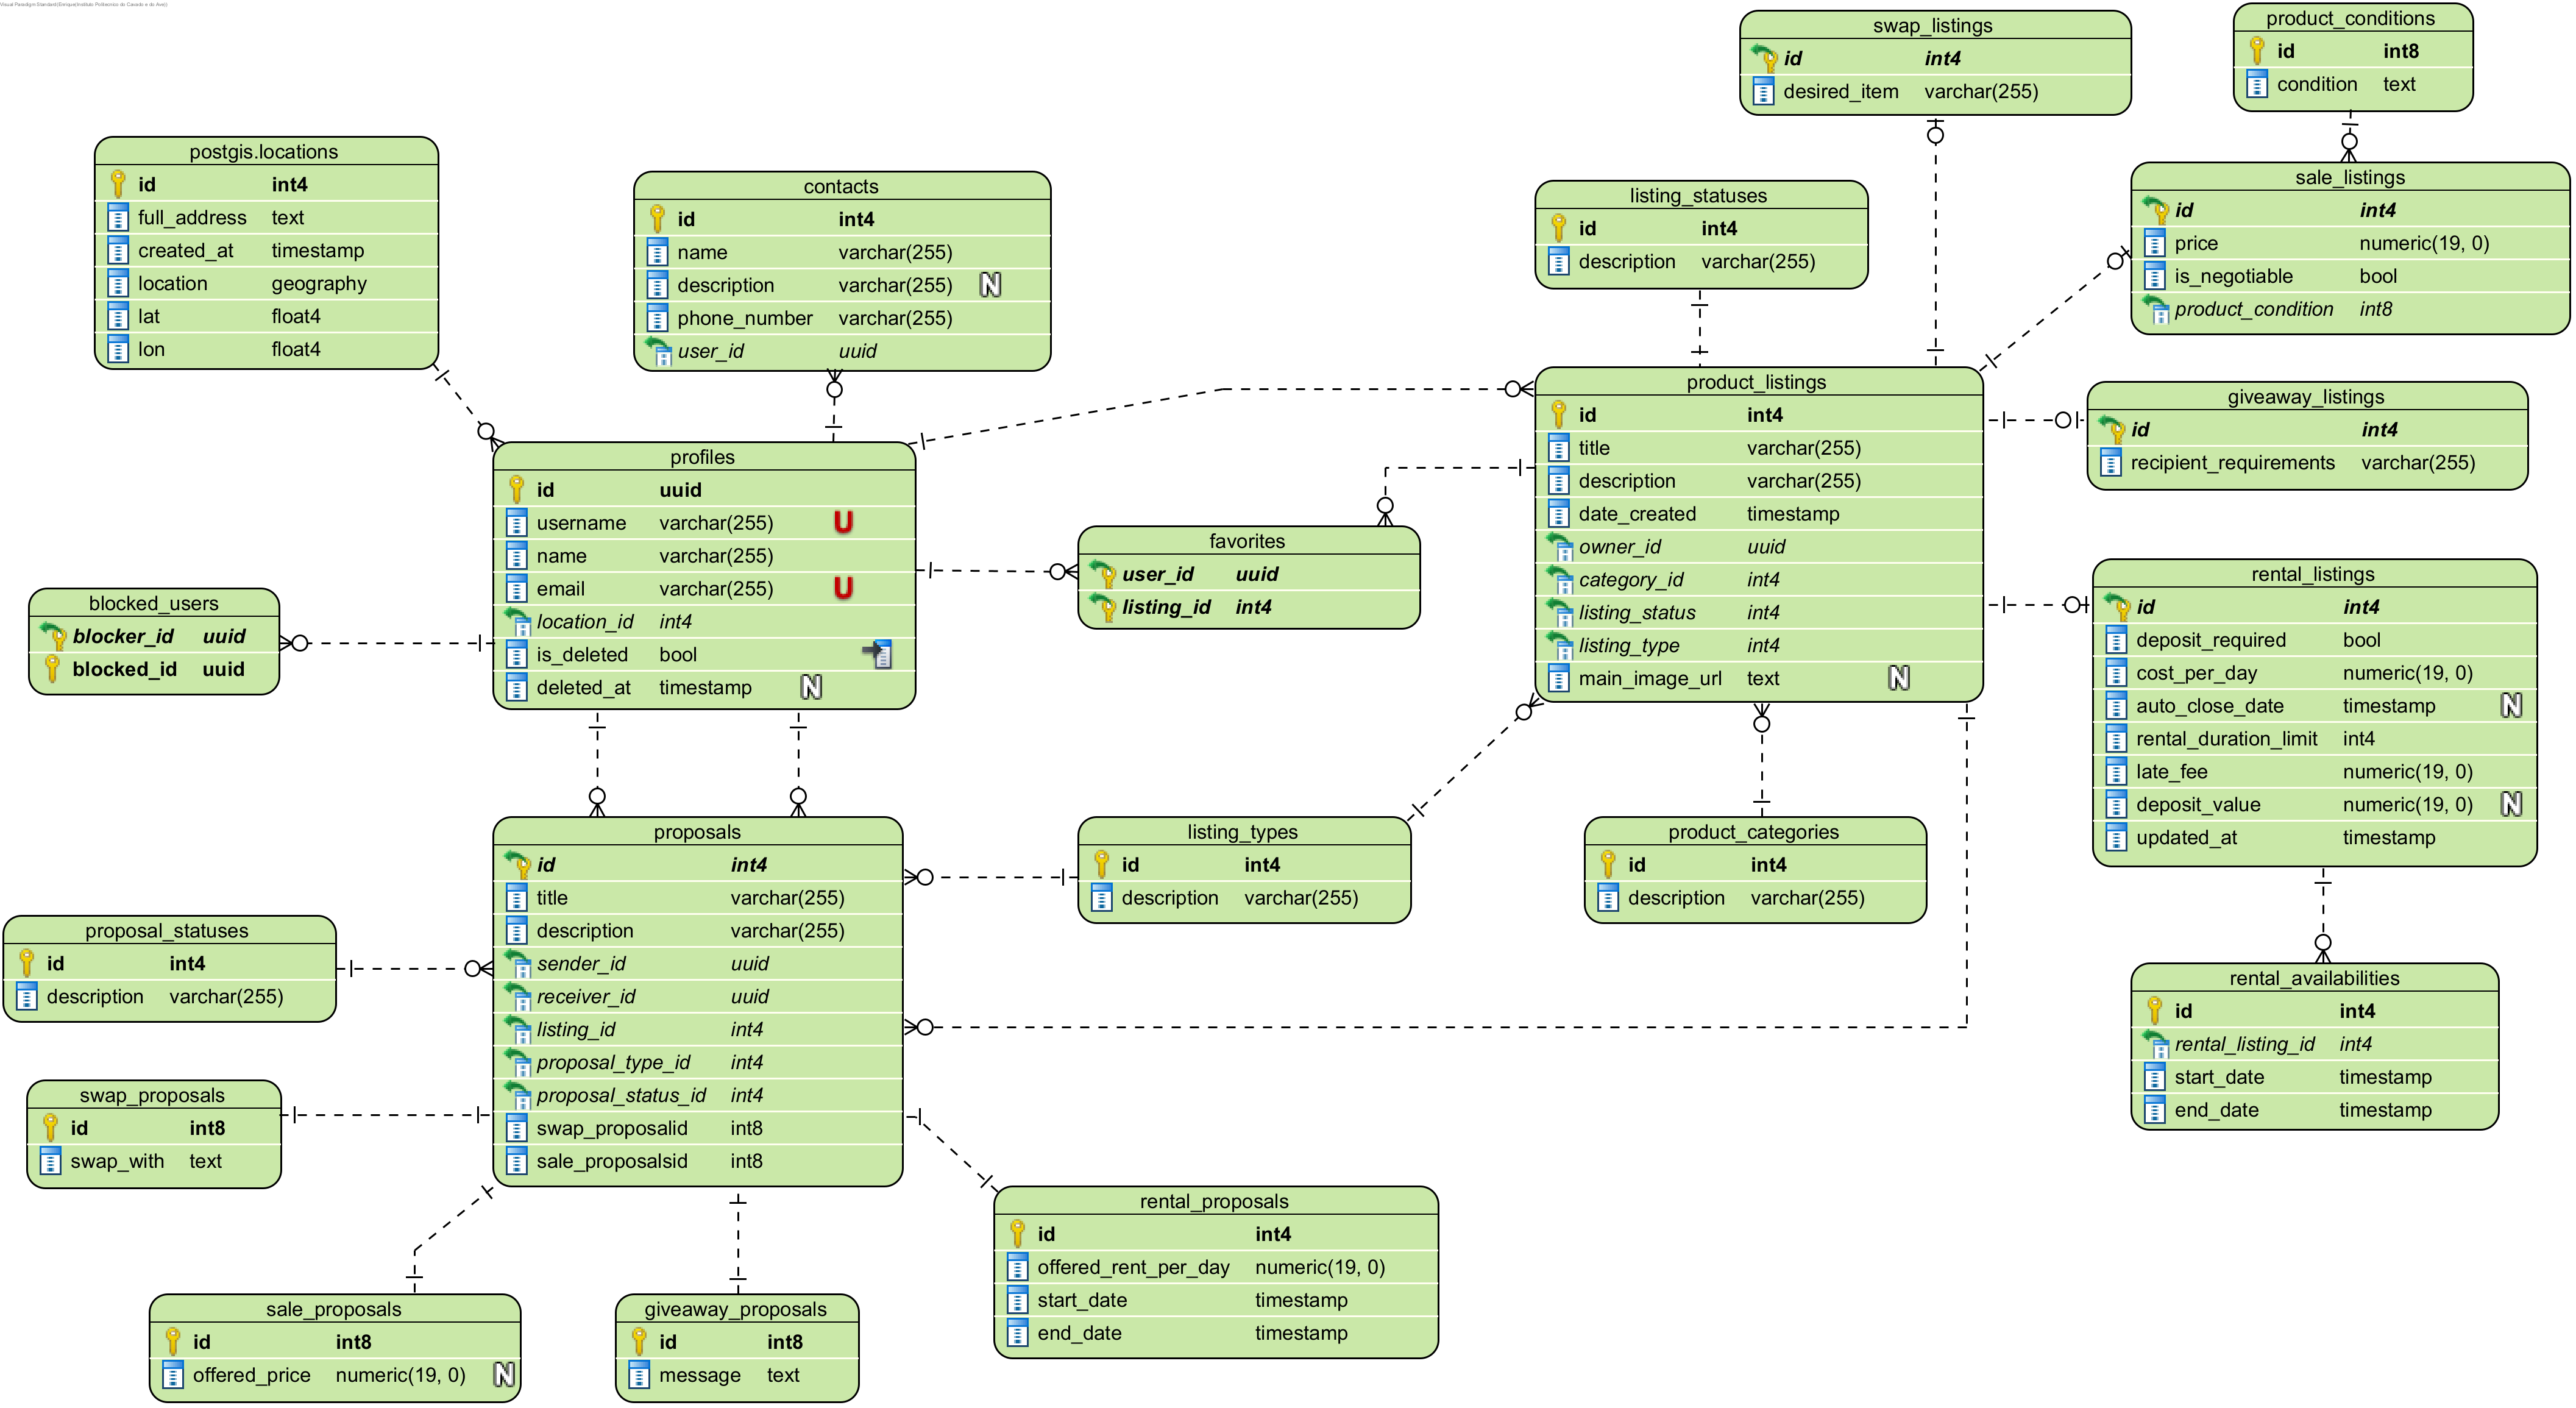 Visual Paradigm Standard(Enrique(Instituto Politecnico do Cavado e do Ave))
swap_listings
id int4
desired_item varchar(255)
product_conditions
id int8
condition text
postgis.locations
id int4
full_address text
created_at timestamp
location geography
lat float4
lon float4
contacts
id int4
name varchar(255)
description varchar(255) N
phone_number varchar(255)
user_id uuid
listing_statuses
id int4
description varchar(255)
sale_listings
id int4
price numeric(19, 0)
is_negotiable bool
product_condition int8
profiles
id uuid
username varchar(255) U
name varchar(255)
email varchar(255) U
location_id int4
is_deleted bool
deleted_at timestamp N
product_listings
id int4
title varchar(255)
description varchar(255)
date_created timestamp
owner_id uuid
category_id int4
listing_status int4
listing_type int4
main_image_url text N
giveaway_listings
id int4
recipient_requirements varchar(255)
favorites
user_id uuid
listing_id int4
blocked_users
blocker_id uuid
blocked_id uuid
rental_listings
id int4
deposit_required bool
cost_per_day numeric(19, 0)
auto_close_date timestamp N
rental_duration_limit int4
late_fee numeric(19, 0)
deposit_value numeric(19, 0) N
updated_at timestamp
proposals
id int4
title varchar(255)
description varchar(255)
sender_id uuid
receiver_id uuid
listing_id int4
proposal_type_id int4
proposal_status_id int4
swap_proposalid int8
sale_proposalsid int8
listing_types
id int4
description varchar(255)
product_categories
id int4
description varchar(255)
proposal_statuses
id int4
description varchar(255)
rental_availabilities
id int4
rental_listing_id int4
start_date timestamp
end_date timestamp
swap_proposals
id int8
swap_with text
rental_proposals
id int4
offered_rent_per_day numeric(19, 0)
start_date timestamp
end_date timestamp
sale_proposals
id int8
offered_price numeric(19, 0) N
giveaway_proposals
id int8
message text